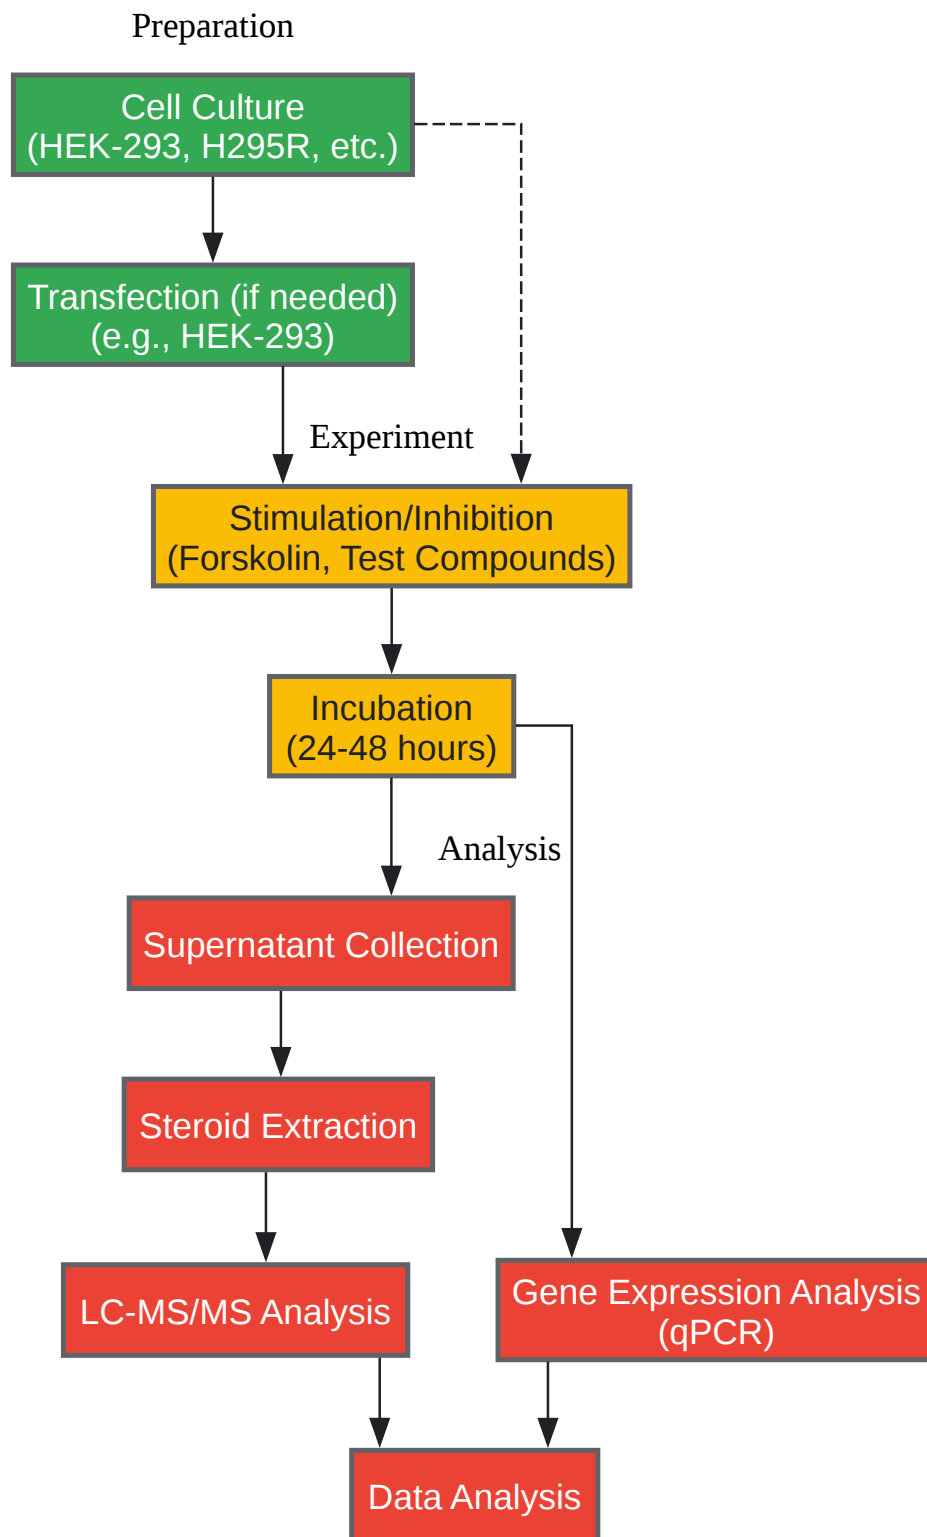 Preparation
Cell Culture
(HEK-293, H295R, etc.)
Transfection (if needed)
(e.g., HEK-293)
Experiment
Stimulation/Inhibition
(Forskolin, Test Compounds)
Incubation
(24-48 hours)
Analysis
Supernatant Collection
Steroid Extraction
LC-MS/MS Analysis
Gene Expression Analysis
(qPCR)
Data Analysis